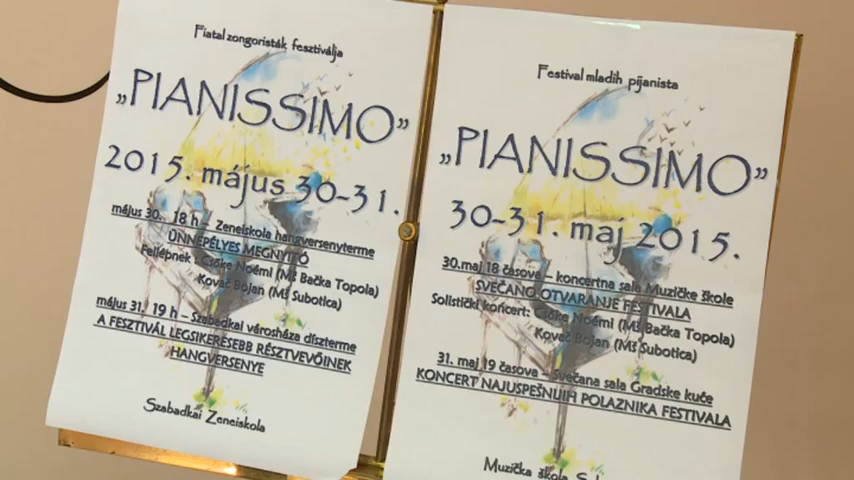 Fiatal zongoristák fesztiválja
„PIANISSIMO”
2015. május 30-31.
május 30. 18 h – Zeneiskola hangversenyterme
ÜNNEPÉLYES MEGNYITÓ
Fellépnek : Csőke Noémi (Mš Bačka Topola)
Kovač Bojan (Mš Subotica)
május 31. 19 h – Szabadkai városháza díszterme
A FESZTIVÁL LEGSIKERESEBB RÉSZTVEVŐINEK
HANGVERSENYE
Szabadkai Zeneiskola
Festival mladih pijanista
„PIANISSIMO”
30-31. maj 2015.
30.maj 18 časova – koncertna sala Muzičke škole
SVEČANO OTVARANJE FESTIVALA
Solistički koncert: Csőke Noémi (Mš Bačka Topola)
Kovač Bojan (Mš Subotica)
31. maj 19 časova – Svečana sala Gradske kuće
KONCERT NAJUSPEŠNIJIH POLAZNIKA FESTIVALA
Muzička škola